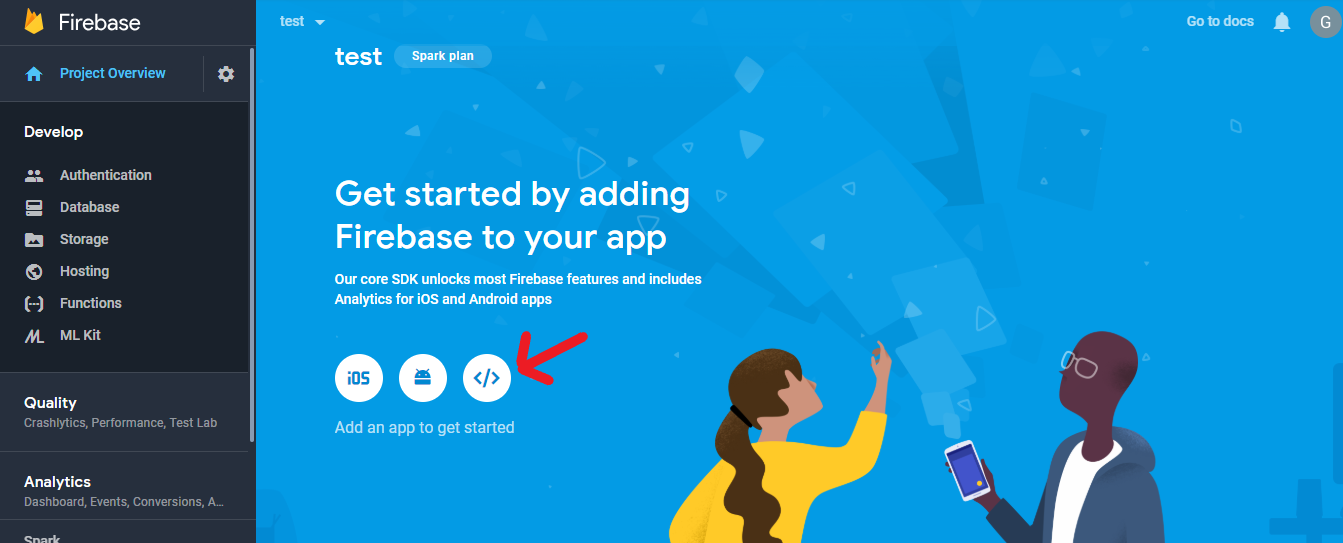 Firebase
Project Overview
Develop
Authentication
Database
Storage
Hosting
Functions
ML Kit
Quality
Crashlytics, Performance, Test Lab
Analytics
Dashboard, Events, Conversions, A...
Spark
test
Go to docs
G
test
Spark plan
Get started by adding
Firebase to your app
Our core SDK unlocks most Firebase features and includes
Analytics for iOS and Android apps
iOS
</>
Add an app to get started